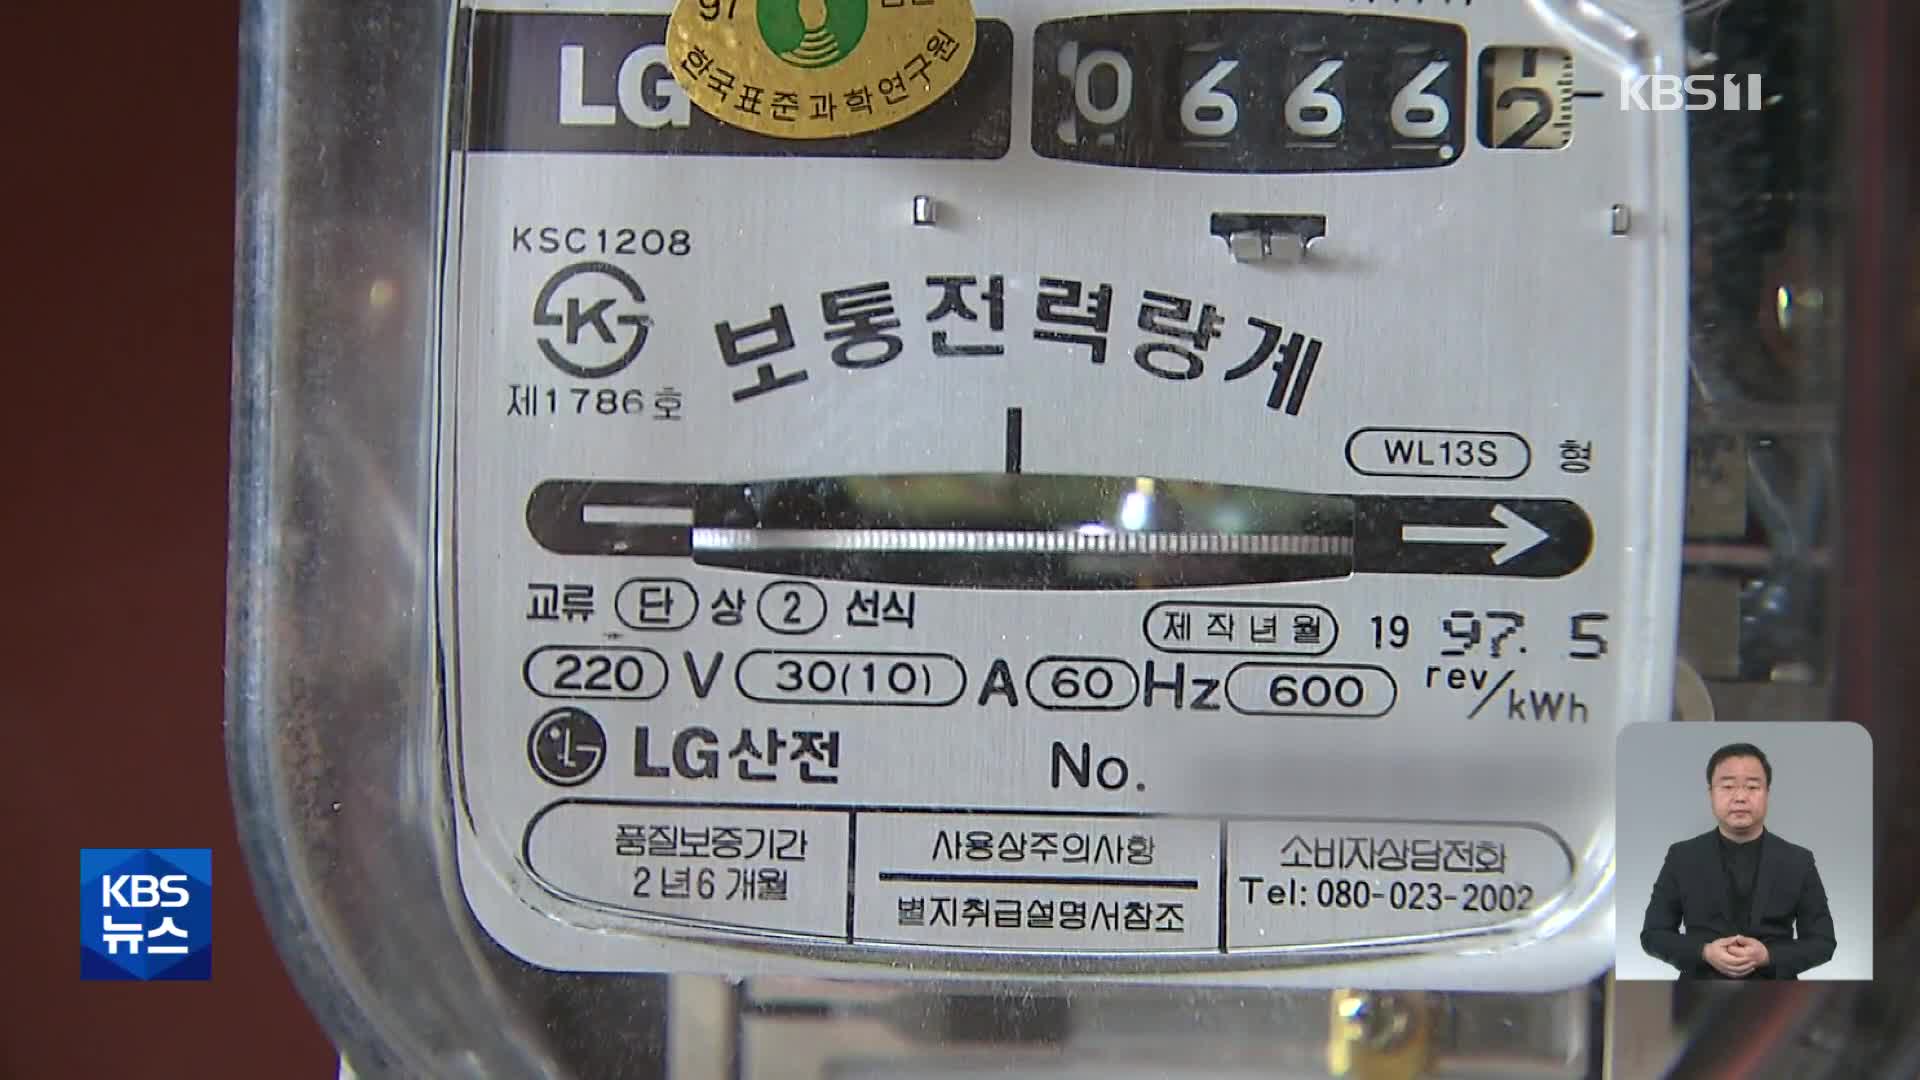 97
한국표준과학연구원
LG
0666.2
KBS 1
KSC1208
K
제1786호
보통전력량계
WL13S 형
교류 단 상 2 선식
제작년월 19 97. 5
220 V 30(10) A 60 Hz 600 rev/kWh
LG산전 No.
품질보증기간
2년6개월
사용상주의사항
별지취급설명서참조
소비자상담전화
Tel: 080-023-2002
KBS
뉴스